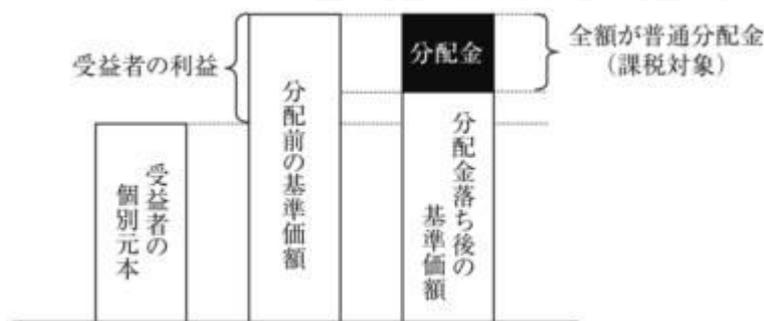 受益者の利益
分配金
全額が普通分配金
（課税対象）
受益者の
個別元本
分配前の基準価額
分配金落ち後の
基準価額